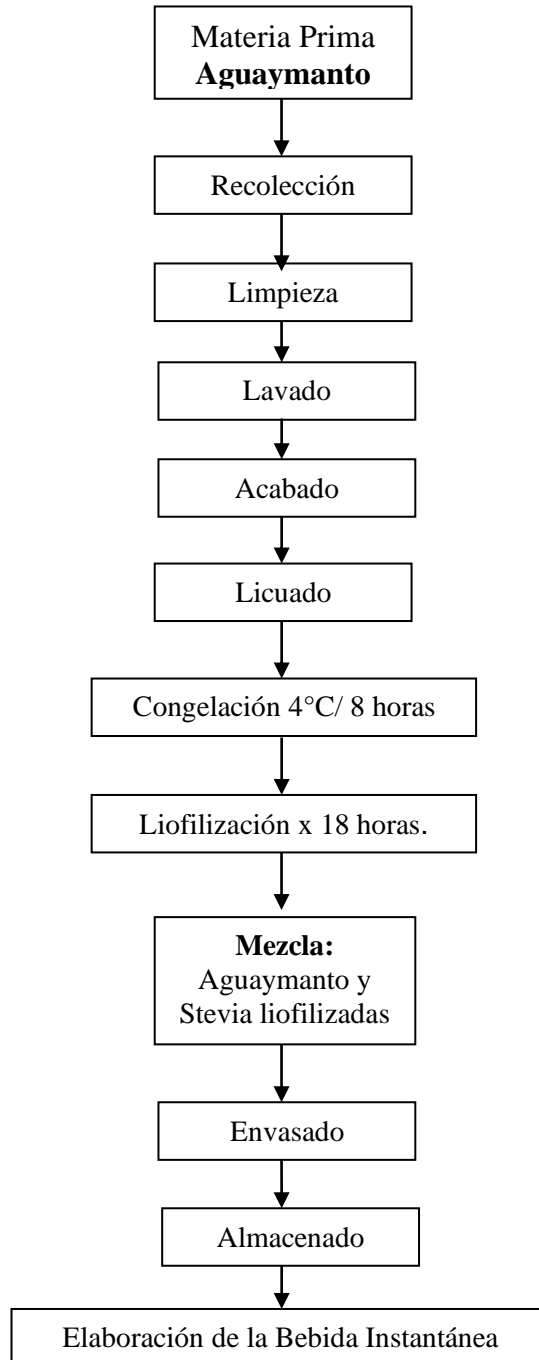 Materia Prima
Aguaymanto
Recolección
Limpieza
Lavado
Acabado
Licuado
Congelación 4°C/ 8 horas
Liofilización x 18 horas.
Mezcla:
Aguaymanto y
Stevia liofilizadas
Envasado
Almacenado
Elaboración de la Bebida Instantánea